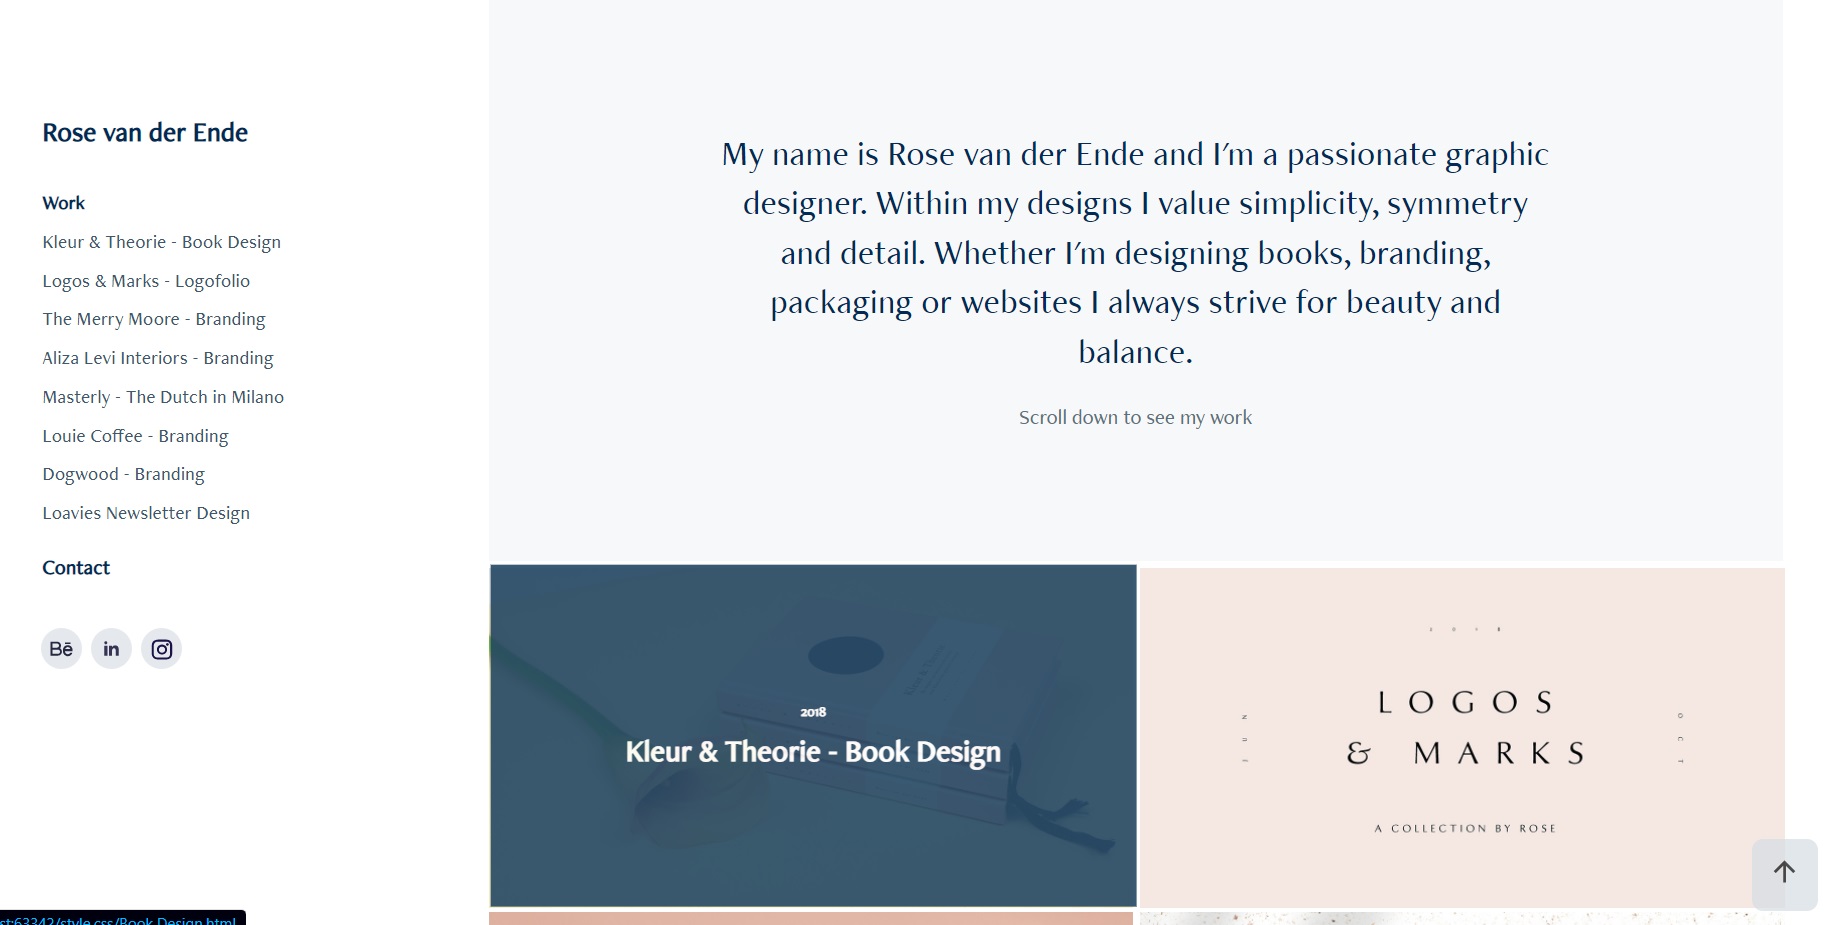 Rose van der Ende
Work
Kleur & Theorie - Book Design
Logos & Marks - Logofolio
The Merry Moore - Branding
Aliza Levi Interiors - Branding
Masterly - The Dutch in Milano
Louie Coffee - Branding
Dogwood - Branding
Loavies Newsletter Design
Contact
Bē in
My name is Rose van der Ende and I'm a passionate graphic
designer. Within my designs I value simplicity, symmetry
and detail. Whether I'm designing books, branding,
packaging or websites I always strive for beauty and
balance.
Scroll down to see my work
2018
Kleur & Theorie - Book Design
LOGOS
& MARKS
A COLLECTION BY ROSE
O C T
st:63342/style.css/Book Design.html